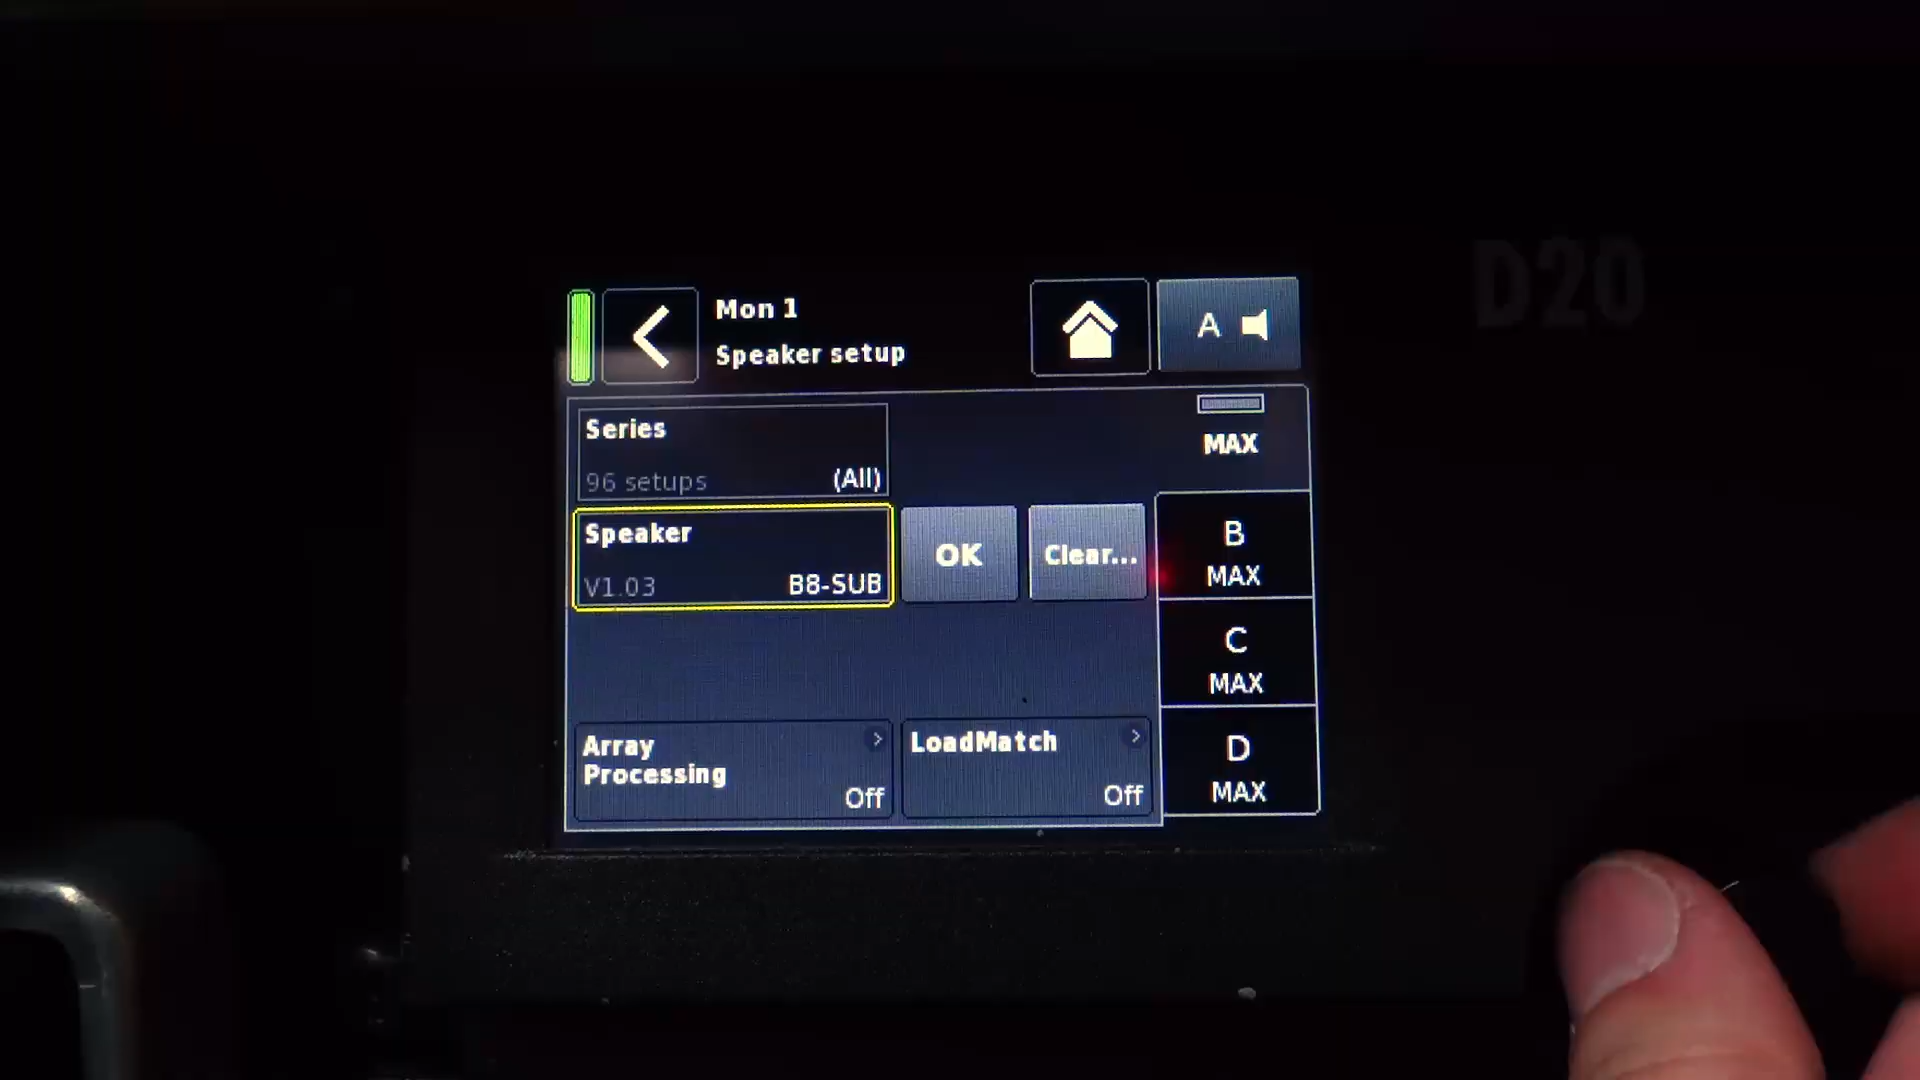 D20
Mon 1
Speaker setup
A
Series
96 setups (All)
MAX
Speaker
V1.03 B8-SUB
OK
Clear...
B
MAX
C
MAX
Array
Processing
Off
LoadMatch
Off
D
MAX